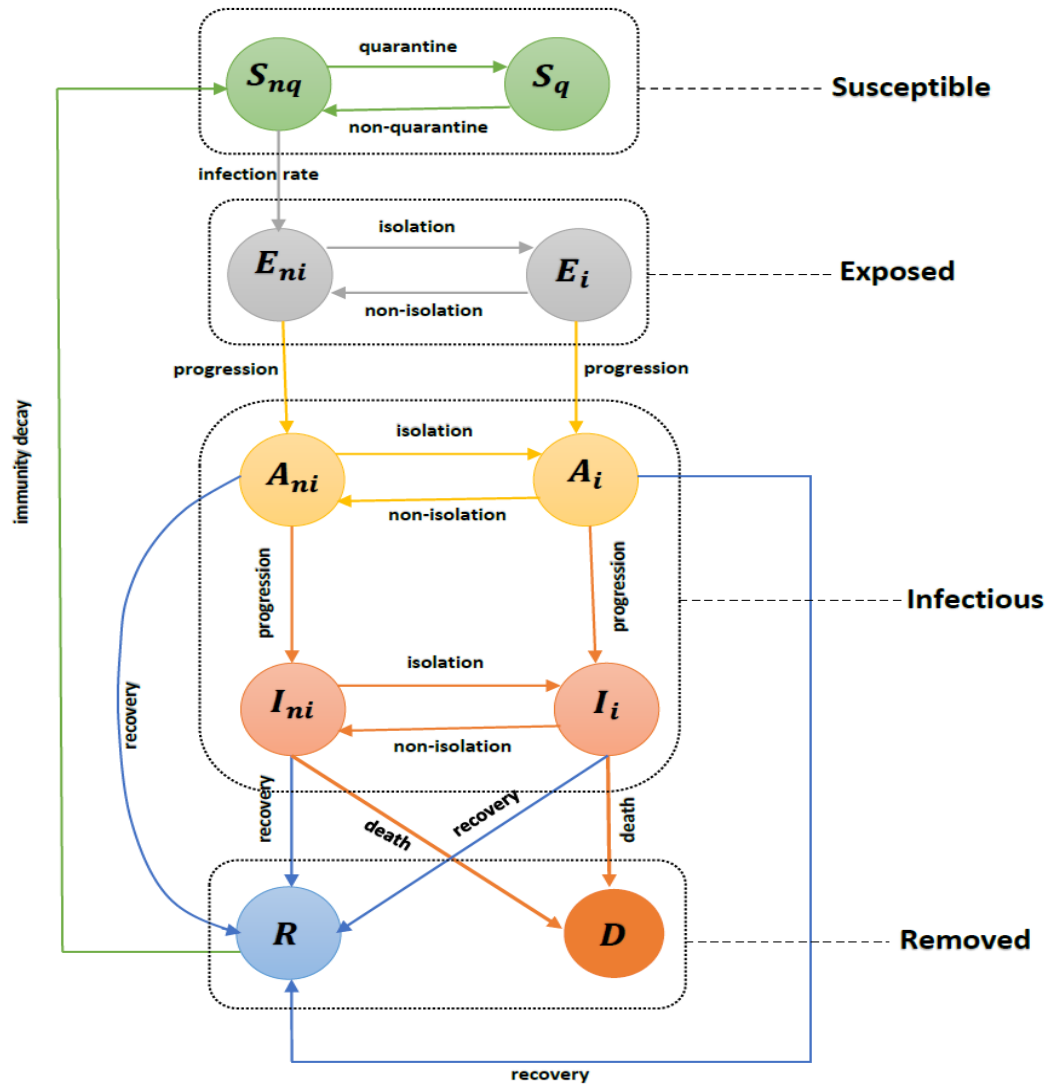 quarantine
S_nq
S_q
Susceptible
non-quarantine
infection rate
isolation
E_ni
E_i
Exposed
non-isolation
progression
progression
immunity decay
isolation
A_ni
A_i
non-isolation
progression
progression
Infectious
isolation
I_ni
I_i
non-isolation
recovery
recovery
death
recovery
death
R
D
Removed
recovery